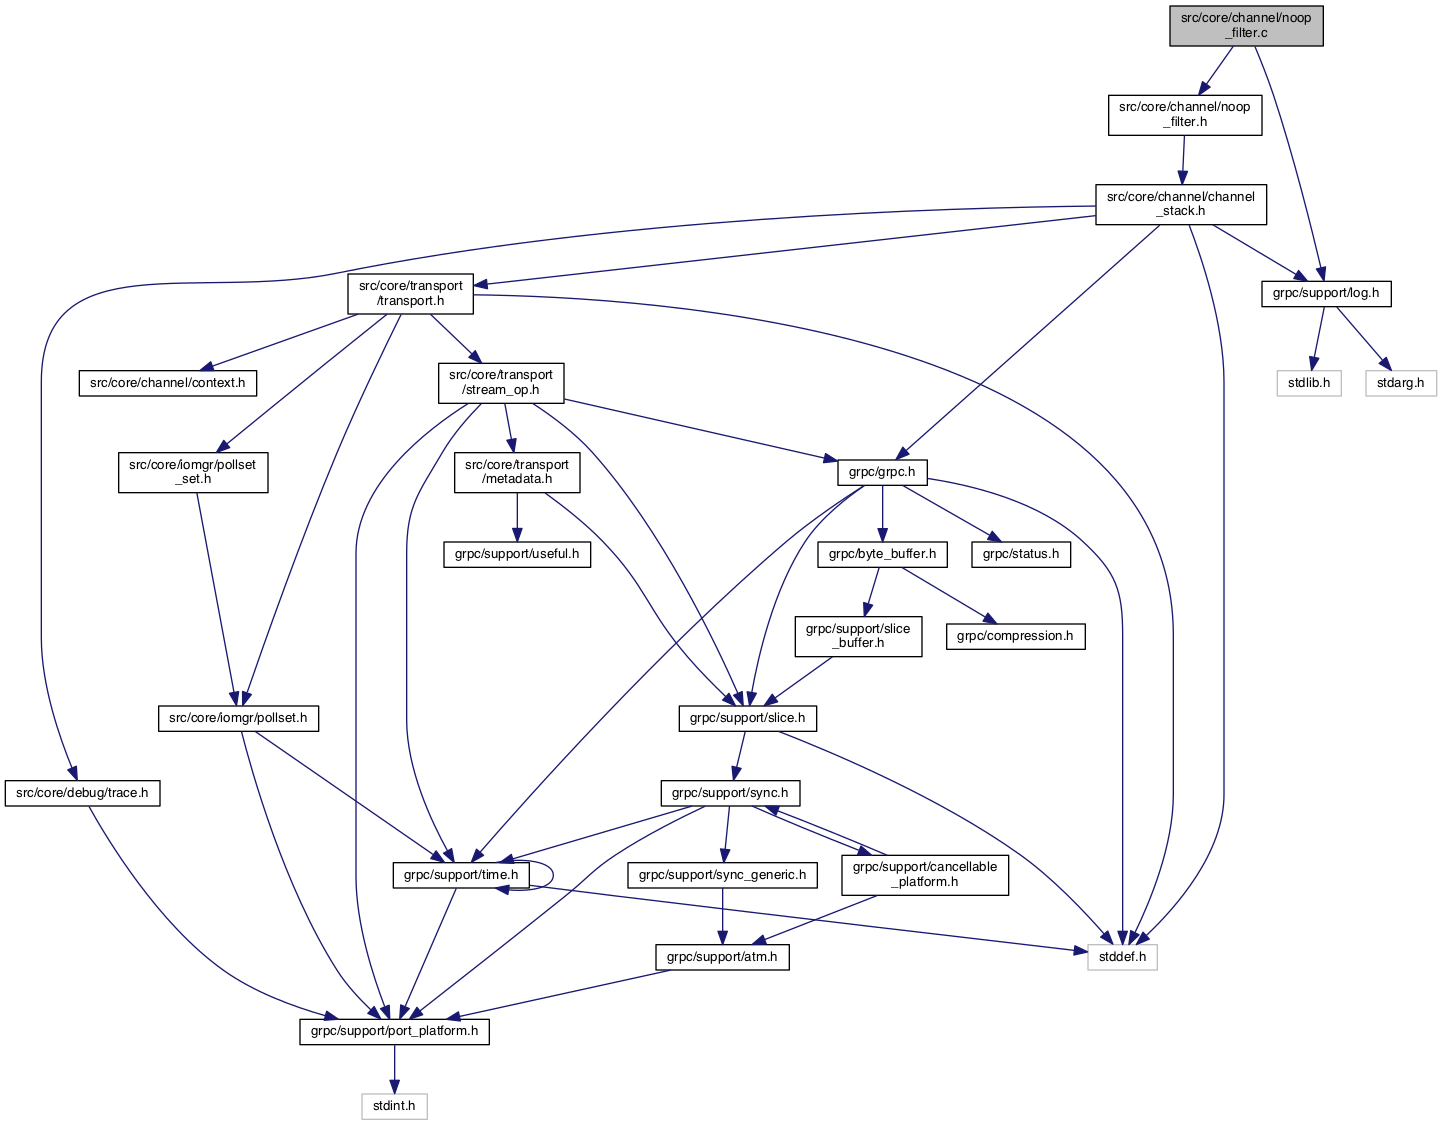 src/core/channel/noop
_filter.c
src/core/channel/noop
_filter.h
src/core/channel/channel
_stack.h
src/core/transport
/transport.h
grpc/support/log.h
src/core/channel/context.h
src/core/transport
/stream_op.h
stdlib.h
stdarg.h
src/core/iomgr/pollset
_set.h
src/core/transport
/metadata.h
grpc/grpc.h
grpc/support/useful.h
grpc/byte_buffer.h
grpc/status.h
grpc/support/slice
_buffer.h
grpc/compression.h
src/core/iomgr/pollset.h
grpc/support/slice.h
src/core/debug/trace.h
grpc/support/sync.h
grpc/support/time.h
grpc/support/sync_generic.h
grpc/support/cancellable
_platform.h
grpc/support/atm.h
stddef.h
grpc/support/port_platform.h
stdint.h